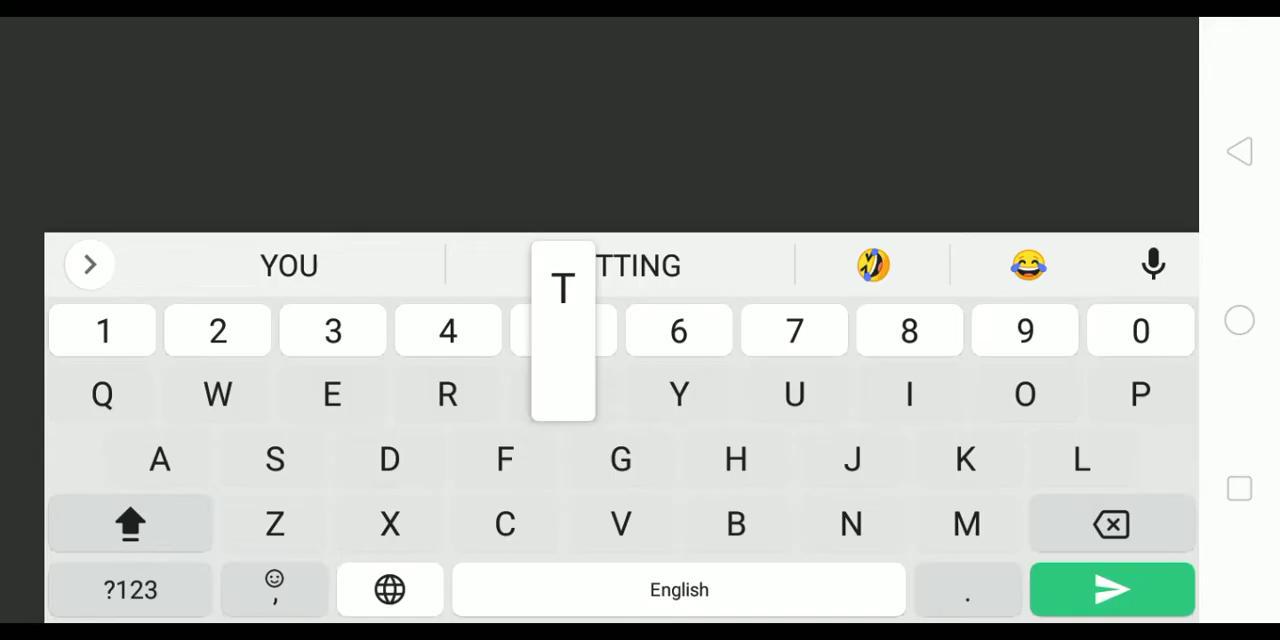 YOU TTING
T
1 2 3 4 6 7 8 9 0
Q W E R Y U I O P
A S D F G H J K L
Z X C V B N M
?123 , English .